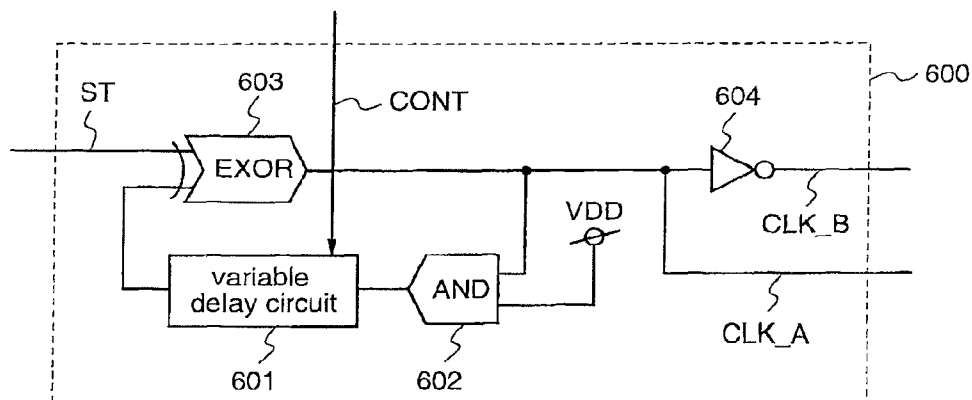 600
603
ST
CONT
604
EXOR
VDD
CLK_B
variable
delay circuit
AND
CLK_A
601
602